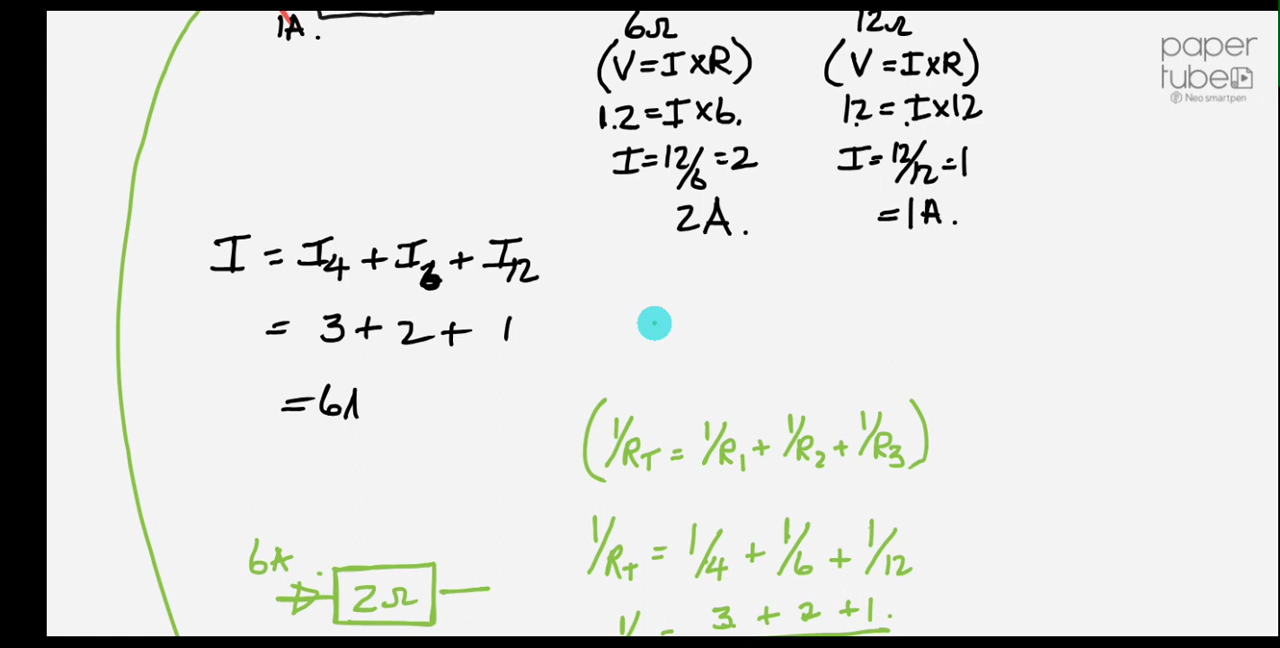 1A.
6Ω
(V=I×R)
1.2=I×6.
I=12/6=2
2A.
12Ω
(V=I×R)
12=I×12
I=12/12=1
=1A.
paper
tube
Neo smartpen
I = I4 + I6 + I12
= 3+2+ 1
=6A
(1/RT = 1/R1 + 1/R2 + 1/R3)
1/RT = 1/4 + 1/6 + 1/12
3 + 2 +1.
6A
2Ω